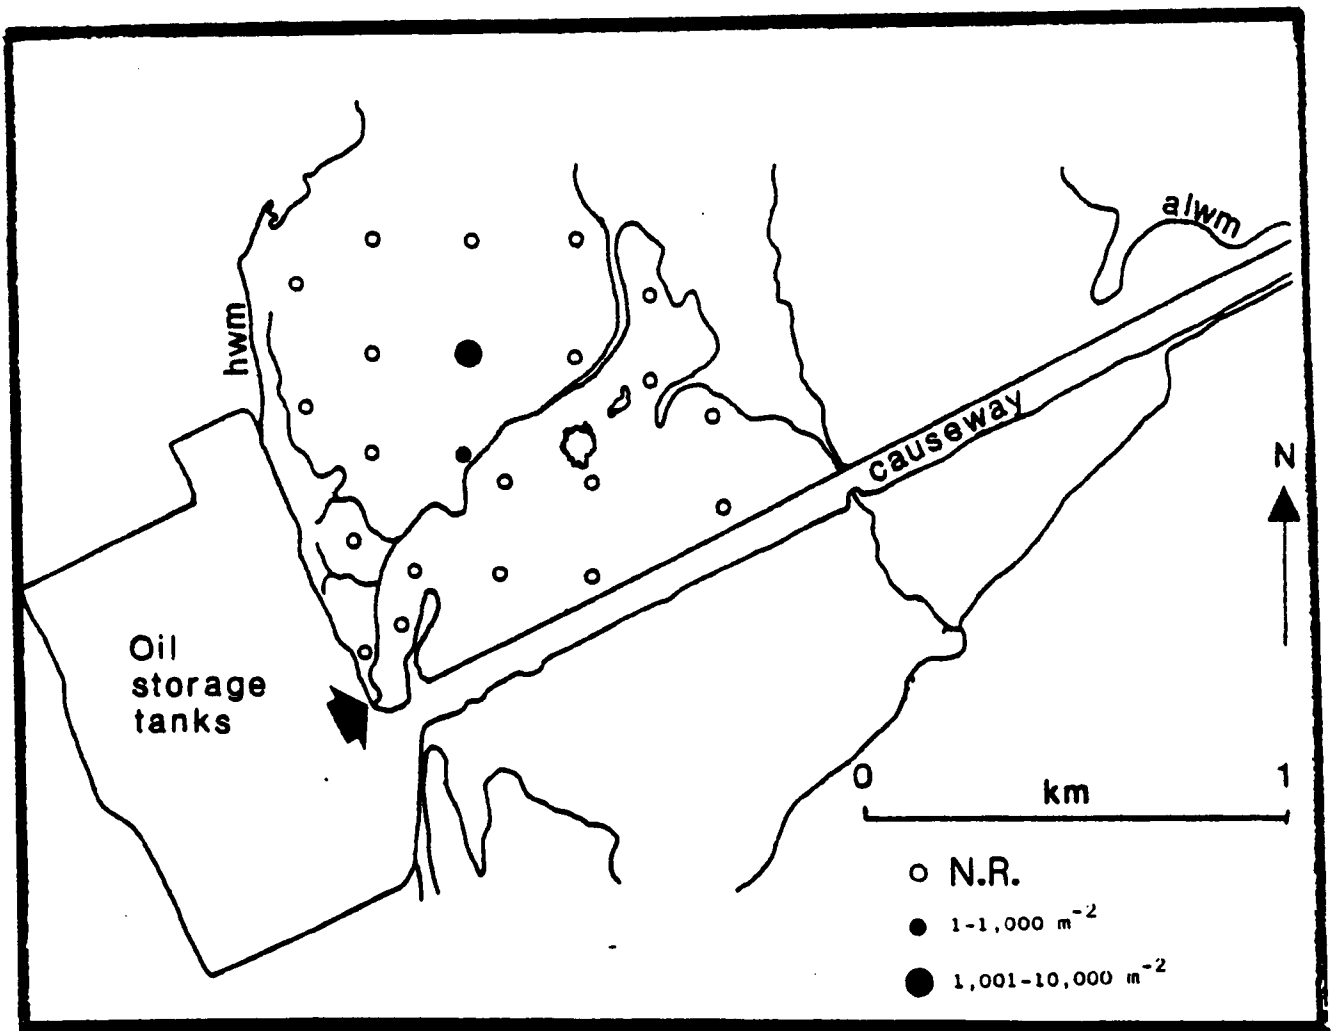 alwm
hwm
causeway
N
Oil
storage
tanks
0 1
km
N.R.
1-1,000 m⁻²
1,001-10,000 m⁻²